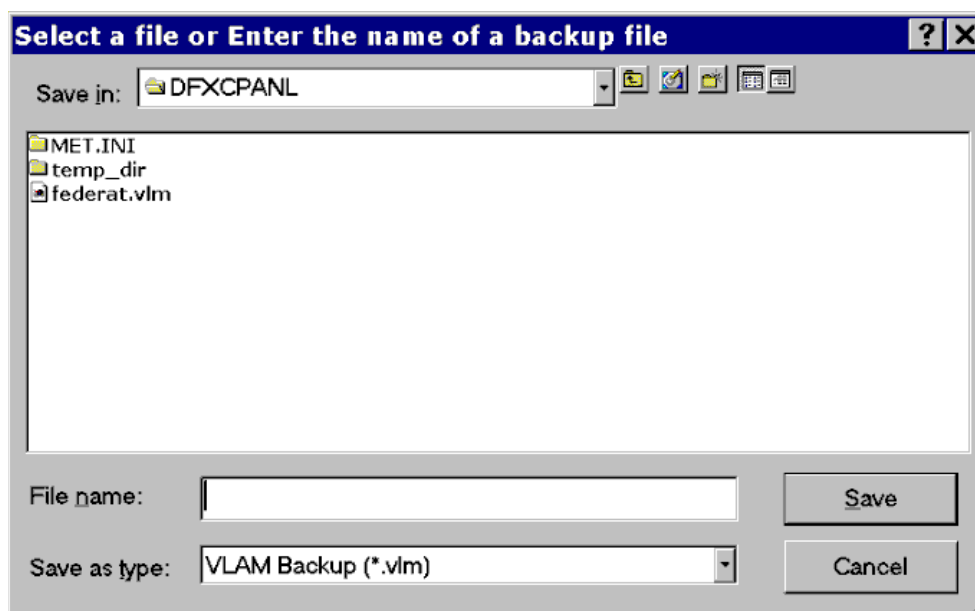 Select a file or Enter the name of a backup file
Save in: DFXCPANL
MET.INI
temp_dir
federat.vlm
File name: Save
Save as type: VLAM Backup (*.vlm) Cancel